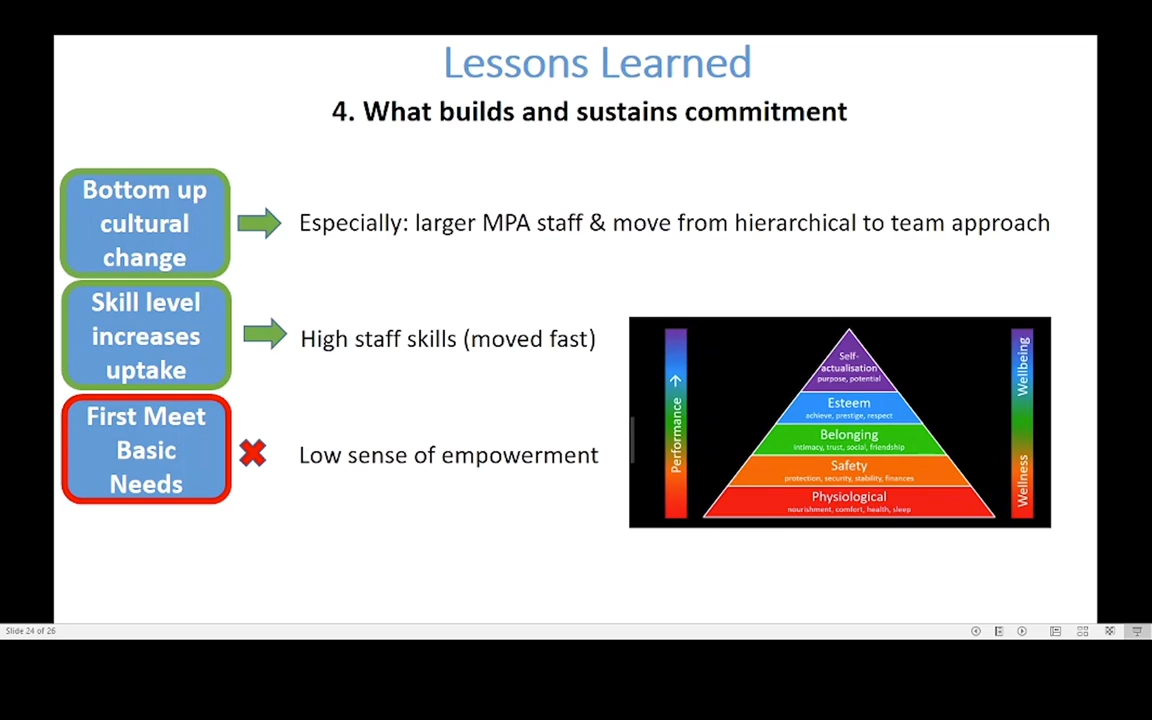 Lessons Learned
4. What builds and sustains commitment
Bottom up
cultural
change
Especially: larger MPA staff & move from hierarchical to team approach
Skill level
increases
uptake
High staff skills (moved fast)
First Meet
Basic
Needs
Low sense of empowerment
Performance →
Self-
actualisation
purpose, potential
Esteem
achieve, prestige, respect
Belonging
intimacy, trust, social, friendship
Safety
protection, security, stability, finances
Physiological
nourishment, comfort, health, sleep
Wellbeing
Wellness
Slide 24 of 26